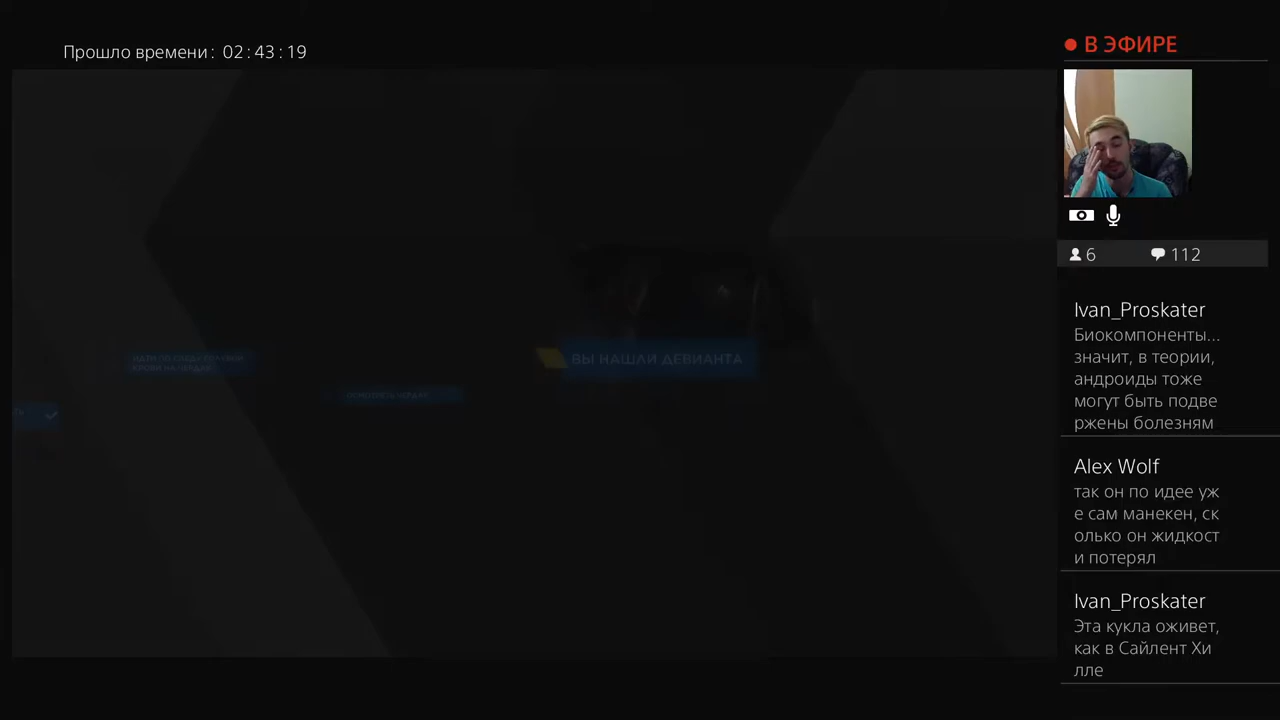 Прошло времени: 02:43:19
В ЭФИРЕ
6
112
Ivan_Proskater
Биокомпоненты...
значит, в теории,
андроиды тоже
могут быть подве
ржены болезням
Alex Wolf
так он по идее уж
е сам манекен, ск
олько он жидкост
и потерял
Ivan_Proskater
Эта кукла оживет,
как в Сайлент Хи
лле
ВЫ НАШЛИ ДЕВИАНТА
ОСМОТРЕТЬ ЧЕРДАК